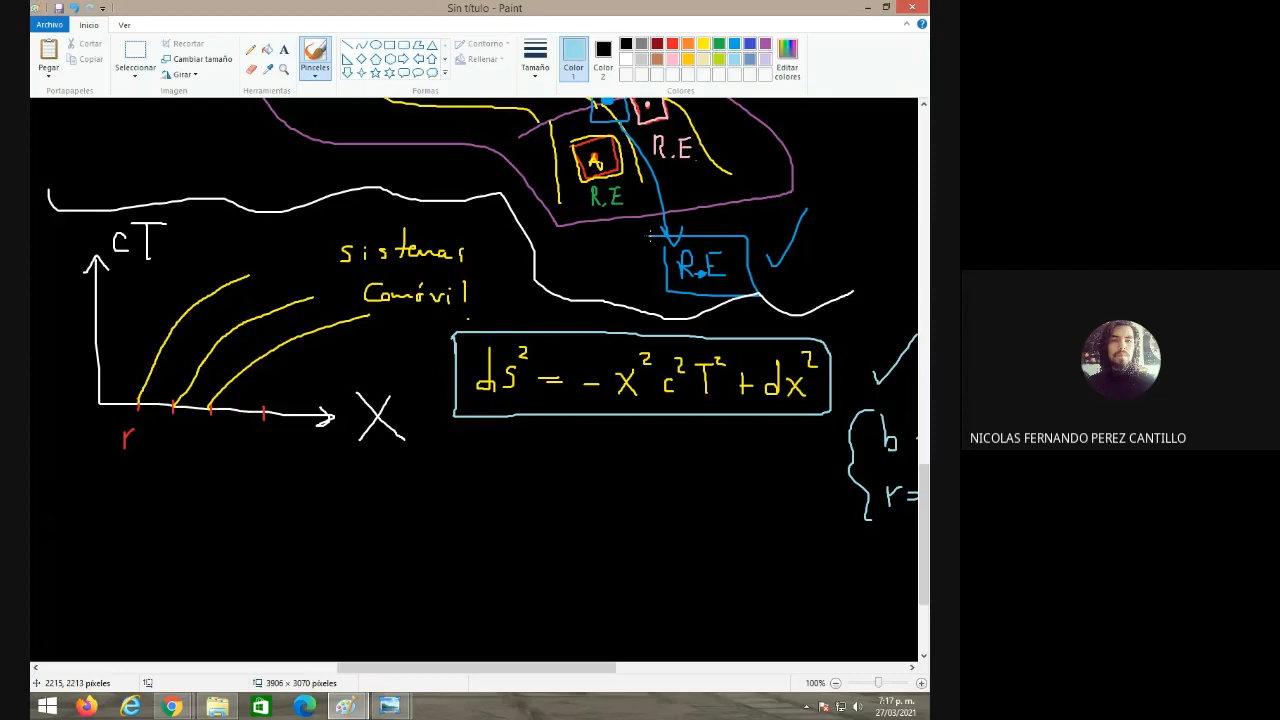 Sin título - Paint
Archivo Inicio Ver
Pegar
Cortar
Copiar
Portapapeles
Seleccionar
Recortar
Cambiar tamaño
Girar
Imagen
Herramientas
Pinceles
Contorno
Rellenar
Formas
Tamaño
Color 1
Color 2
Editar colores
Colores
R.E.
R.E
cT
sistemas
Comóvil
R.E
dS² = - X² c² T² + dx²
b
r=
r
X
NICOLAS FERNANDO PEREZ CANTILLO
2215, 2213 píxeles
3906 × 3070 píxeles
100%
7:17 p.m.
27/03/2021